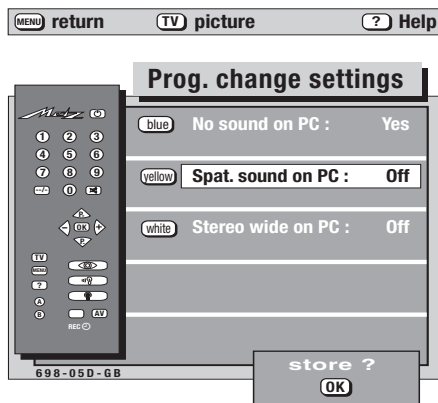 MENU return TV picture ? Help
Prog. change settings
Metz
1 2 3
4 5 6
7 8 9
--/- 0
P
- OK +
P
TV
MENU
?
A
B
AV
REC
blue No sound on PC : Yes
yellow Spat. sound on PC : Off
white Stereo wide on PC : Off
store ?
OK
698-05D-GB